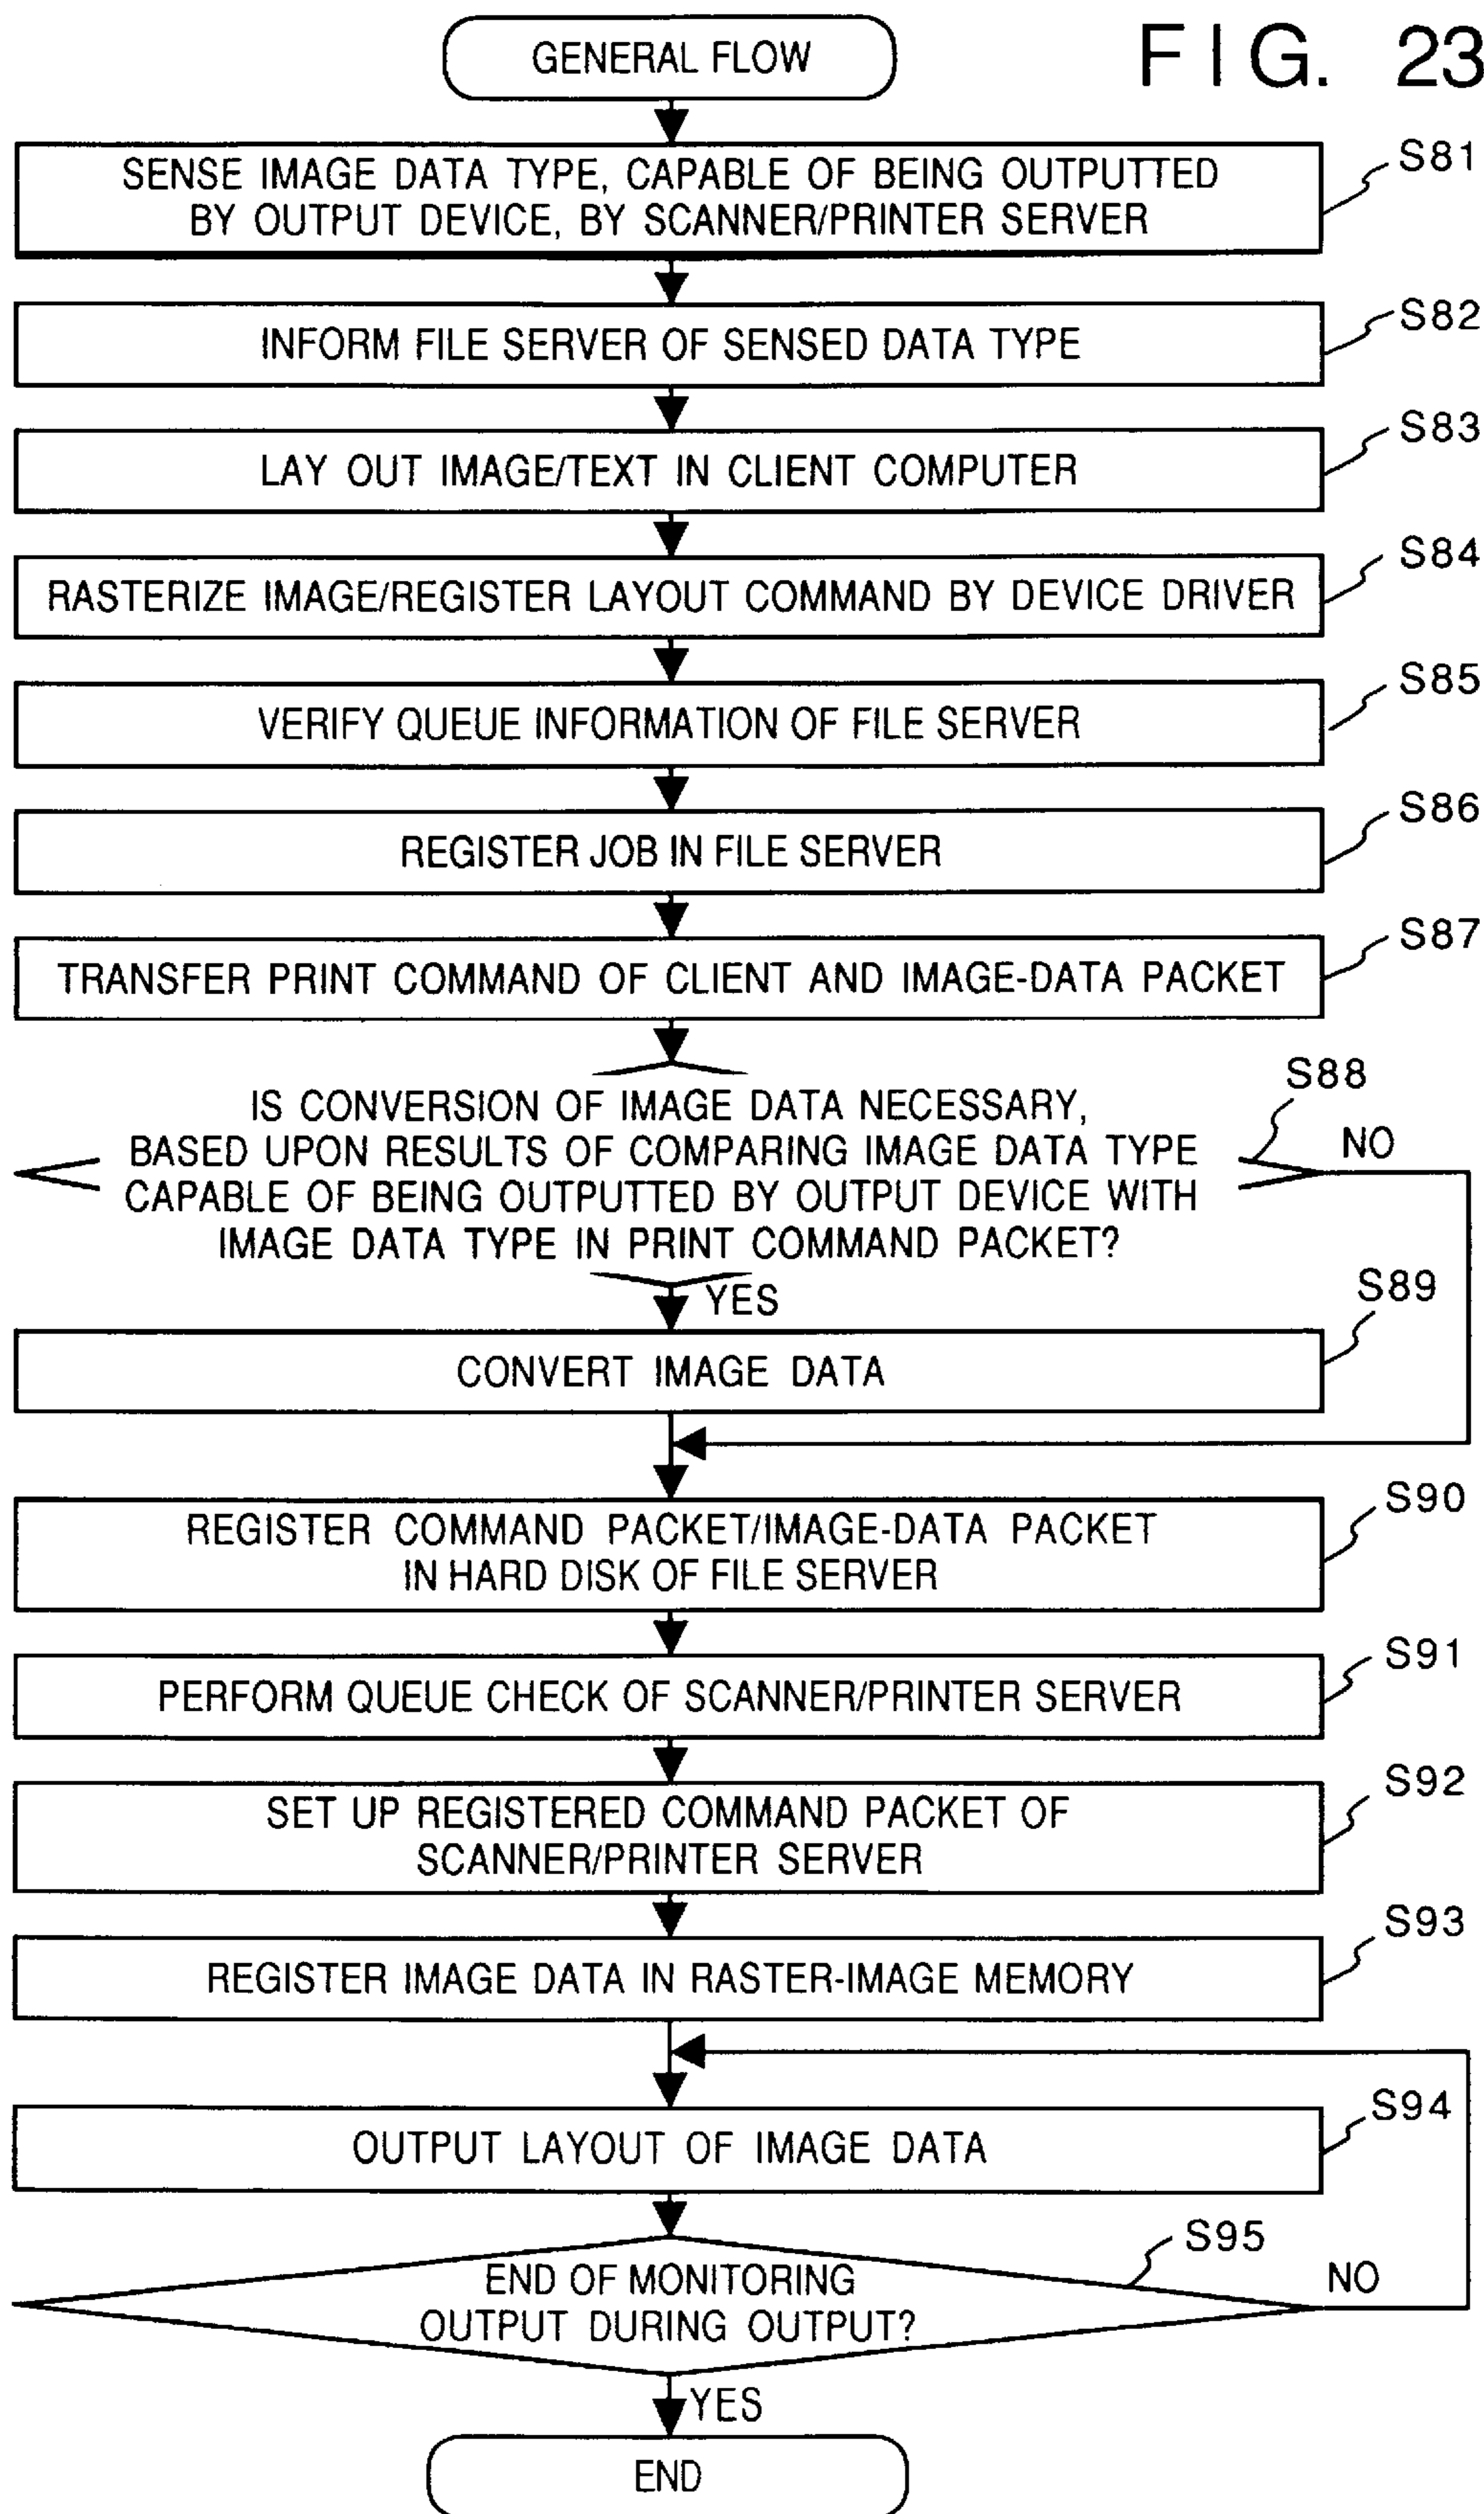 GENERAL FLOW
FIG. 23
SENSE IMAGE DATA TYPE, CAPABLE OF BEING OUTPUTTED
BY OUTPUT DEVICE, BY SCANNER/PRINTER SERVER
S81
INFORM FILE SERVER OF SENSED DATA TYPE
S82
LAY OUT IMAGE/TEXT IN CLIENT COMPUTER
S83
RASTERIZE IMAGE/REGISTER LAYOUT COMMAND BY DEVICE DRIVER
S84
VERIFY QUEUE INFORMATION OF FILE SERVER
S85
REGISTER JOB IN FILE SERVER
S86
TRANSFER PRINT COMMAND OF CLIENT AND IMAGE-DATA PACKET
S87
IS CONVERSION OF IMAGE DATA NECESSARY,
BASED UPON RESULTS OF COMPARING IMAGE DATA TYPE
CAPABLE OF BEING OUTPUTTED BY OUTPUT DEVICE WITH
IMAGE DATA TYPE IN PRINT COMMAND PACKET?
S88
NO
YES
CONVERT IMAGE DATA
S89
REGISTER COMMAND PACKET/IMAGE-DATA PACKET
IN HARD DISK OF FILE SERVER
S90
PERFORM QUEUE CHECK OF SCANNER/PRINTER SERVER
S91
SET UP REGISTERED COMMAND PACKET OF
SCANNER/PRINTER SERVER
S92
REGISTER IMAGE DATA IN RASTER-IMAGE MEMORY
S93
OUTPUT LAYOUT OF IMAGE DATA
S94
END OF MONITORING
OUTPUT DURING OUTPUT?
S95
NO
YES
END